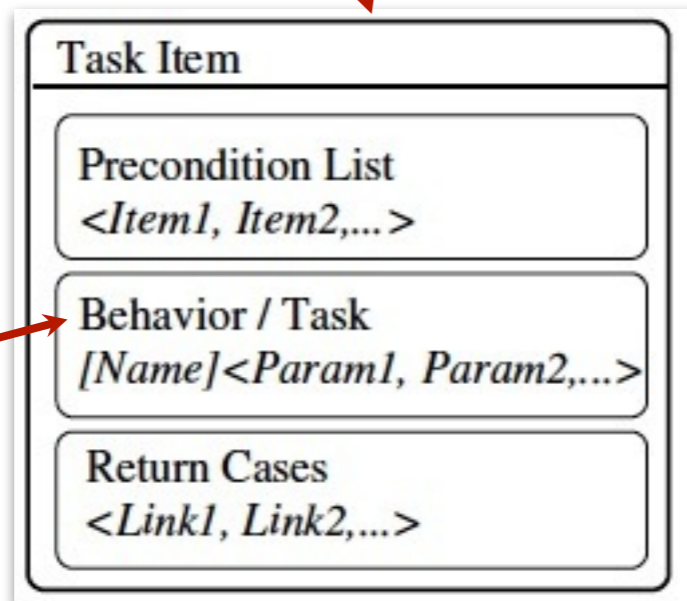 Task Item
Precondition List
<Item1, Item2,...>
Behavior / Task
[Name]<Param1, Param2,...>
Return Cases
<Link1, Link2,...>